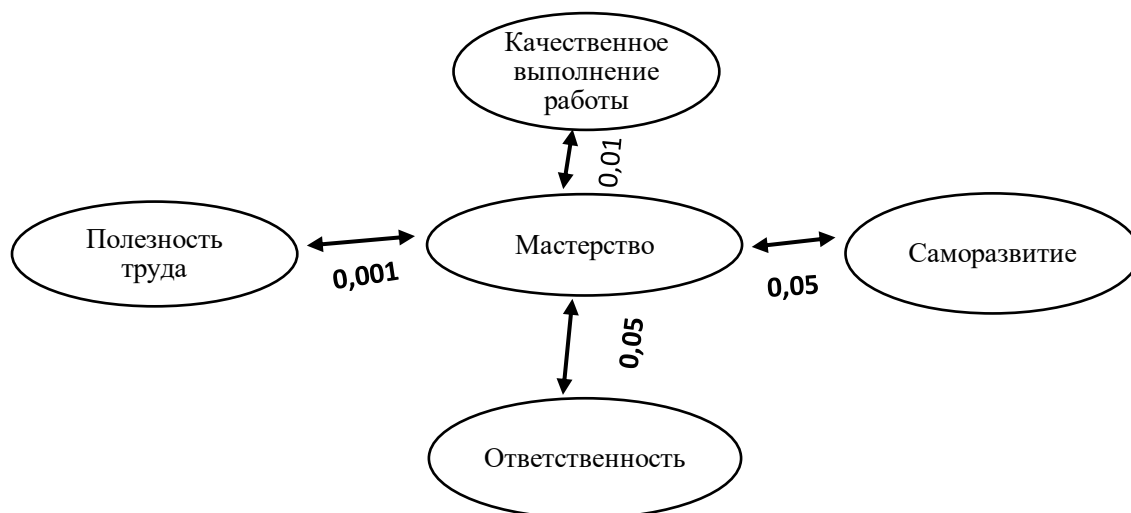 Качественное
выполнение
работы
0,01
Полезность
труда
0,001
Мастерство
0,05
Саморазвитие
0,05
Ответственность